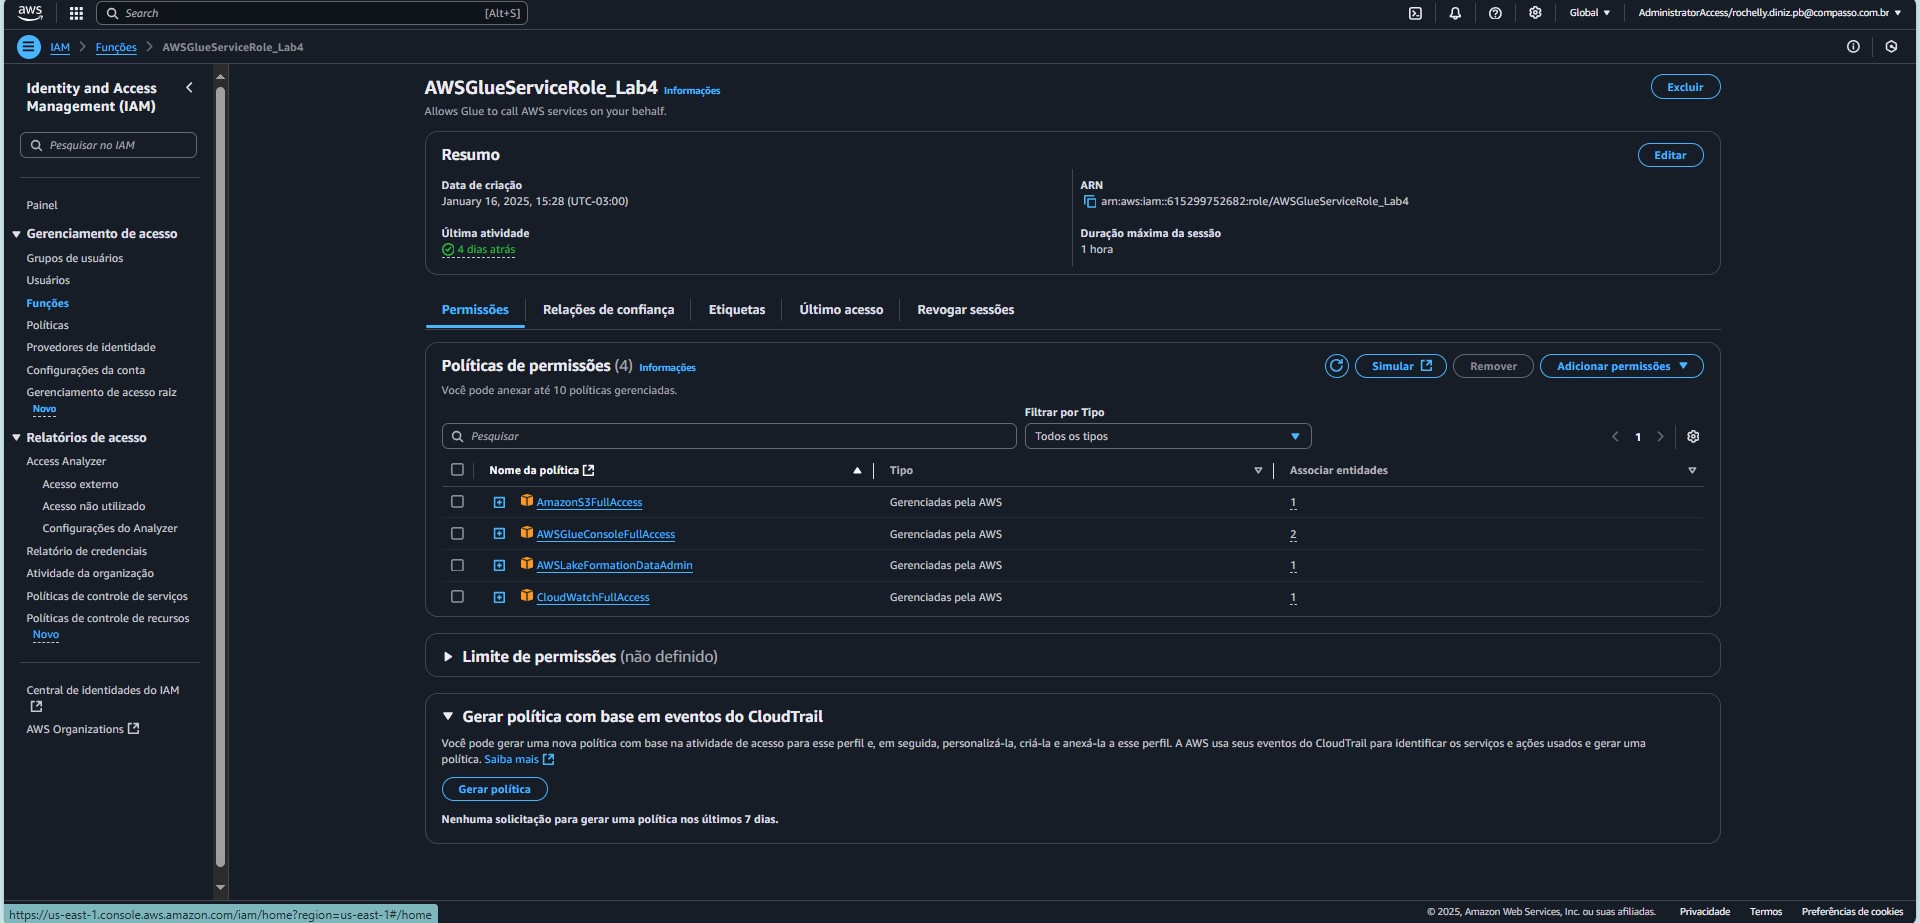 aws
Search
[Alt+S]
Global
AdministratorAccess/rochelly.diniz.pb@compasso.com.br
IAM
Funções
AWSGlueServiceRole_Lab4
Identity and Access
Management (IAM)
Pesquisar no IAM
Painel
Gerenciamento de acesso
Grupos de usuários
Usuários
Funções
Políticas
Provedores de identidade
Configurações da conta
Gerenciamento de acesso raiz
Novo
Relatórios de acesso
Access Analyzer
Acesso externo
Acesso não utilizado
Configurações do Analyzer
Relatório de credenciais
Atividade da organização
Políticas de controle de serviços
Políticas de controle de recursos
Novo
Central de identidades do IAM
AWS Organizations
AWSGlueServiceRole_Lab4 Informações
Excluir
Allows Glue to call AWS services on your behalf.
Resumo
Editar
Data de criação
January 16, 2025, 15:28 (UTC-03:00)
ARN
arn:aws:iam::615299752682:role/AWSGlueServiceRole_Lab4
Última atividade
4 dias atrás
Duração máxima da sessão
1 hora
Permissões
Relações de confiança
Etiquetas
Último acesso
Revogar sessões
Políticas de permissões (4) Informações
Simular
Remover
Adicionar permissões
Você pode anexar até 10 políticas gerenciadas.
Filtrar por Tipo
Pesquisar
Todos os tipos
1
Nome da política
Tipo
Associar entidades
AmazonS3FullAccess
Gerenciadas pela AWS
1
AWSGlueConsoleFullAccess
Gerenciadas pela AWS
2
AWSLakeFormationDataAdmin
Gerenciadas pela AWS
1
CloudWatchFullAccess
Gerenciadas pela AWS
1
Limite de permissões (não definido)
Gerar política com base em eventos do CloudTrail
Você pode gerar uma nova política com base na atividade de acesso para esse perfil e, em seguida, personalizá-la, criá-la e anexá-la a esse perfil. A AWS usa seus eventos do CloudTrail para identificar os serviços e ações usados e gerar uma
política. Saiba mais
Gerar política
Nenhuma solicitação para gerar uma política nos últimos 7 dias.
https://us-east-1.console.aws.amazon.com/iam/home?region=us-east-1#/home
© 2025, Amazon Web Services, Inc. ou suas afiliadas.
Privacidade
Termos
Preferências de cookies